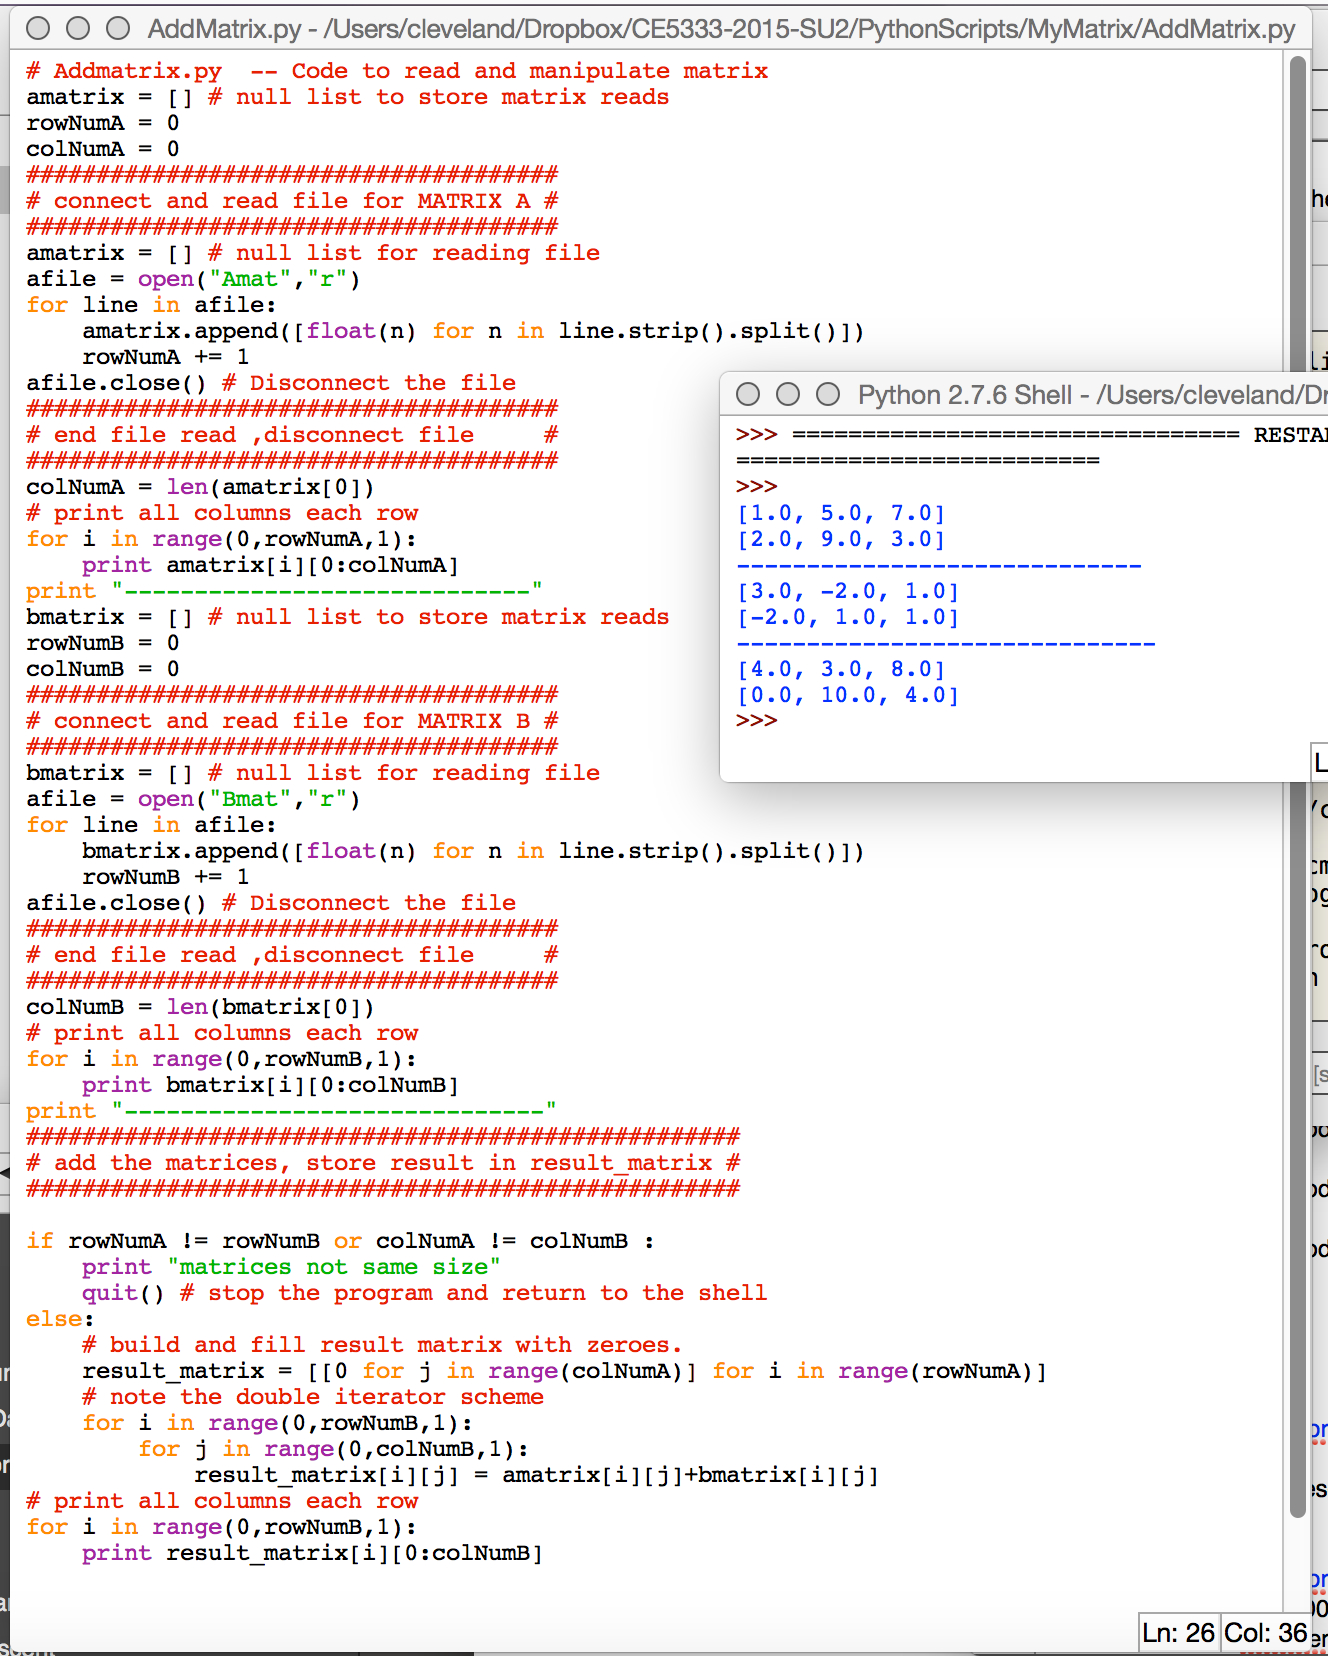 AddMatrix.py - /Users/cleveland/Dropbox/CE5333-2015-SU2/PythonScripts/MyMatrix/AddMatrix.py
# Addmatrix.py  -- Code to read and manipulate matrix
amatrix = [] # null list to store matrix reads
rowNumA = 0
colNumA = 0
######################################
# connect and read file for MATRIX A #
######################################
amatrix = [] # null list for reading file
afile = open("Amat","r")
for line in afile:
    amatrix.append([float(n) for n in line.strip().split()])
    rowNumA += 1
afile.close() # Disconnect the file
######################################
# end file read ,disconnect file     #
######################################
colNumA = len(amatrix[0])
# print all columns each row
for i in range(0,rowNumA,1):
    print amatrix[i][0:colNumA]
print "-----------------------------"
bmatrix = [] # null list to store matrix reads
rowNumB = 0
colNumB = 0
######################################
# connect and read file for MATRIX B #
######################################
bmatrix = [] # null list for reading file
afile = open("Bmat","r")
for line in afile:
    bmatrix.append([float(n) for n in line.strip().split()])
    rowNumB += 1
afile.close() # Disconnect the file
######################################
# end file read ,disconnect file     #
######################################
colNumB = len(bmatrix[0])
# print all columns each row
for i in range(0,rowNumB,1):
    print bmatrix[i][0:colNumB]
print "------------------------------"
###################################################
# add the matrices, store result in result_matrix #
###################################################
if rowNumA != rowNumB or colNumA != colNumB :
    print "matrices not same size"
    quit() # stop the program and return to the shell
else:
    # build and fill result matrix with zeroes.
    result_matrix = [[0 for j in range(colNumA)] for i in range(rowNumA)]
    # note the double iterator scheme
    for i in range(0,rowNumB,1):
        for j in range(0,colNumB,1):
            result_matrix[i][j] = amatrix[i][j]+bmatrix[i][j]
# print all columns each row
for i in range(0,rowNumB,1):
    print result_matrix[i][0:colNumB]
Ln: 26 Col: 36
Python 2.7.6 Shell - /Users/cleveland/Dr
>>> ================================ RESTA
==========================
>>>
[1.0, 5.0, 7.0]
[2.0, 9.0, 3.0]
-----------------------------
[3.0, -2.0, 1.0]
[-2.0, 1.0, 1.0]
------------------------------
[4.0, 3.0, 8.0]
[0.0, 10.0, 4.0]
>>>